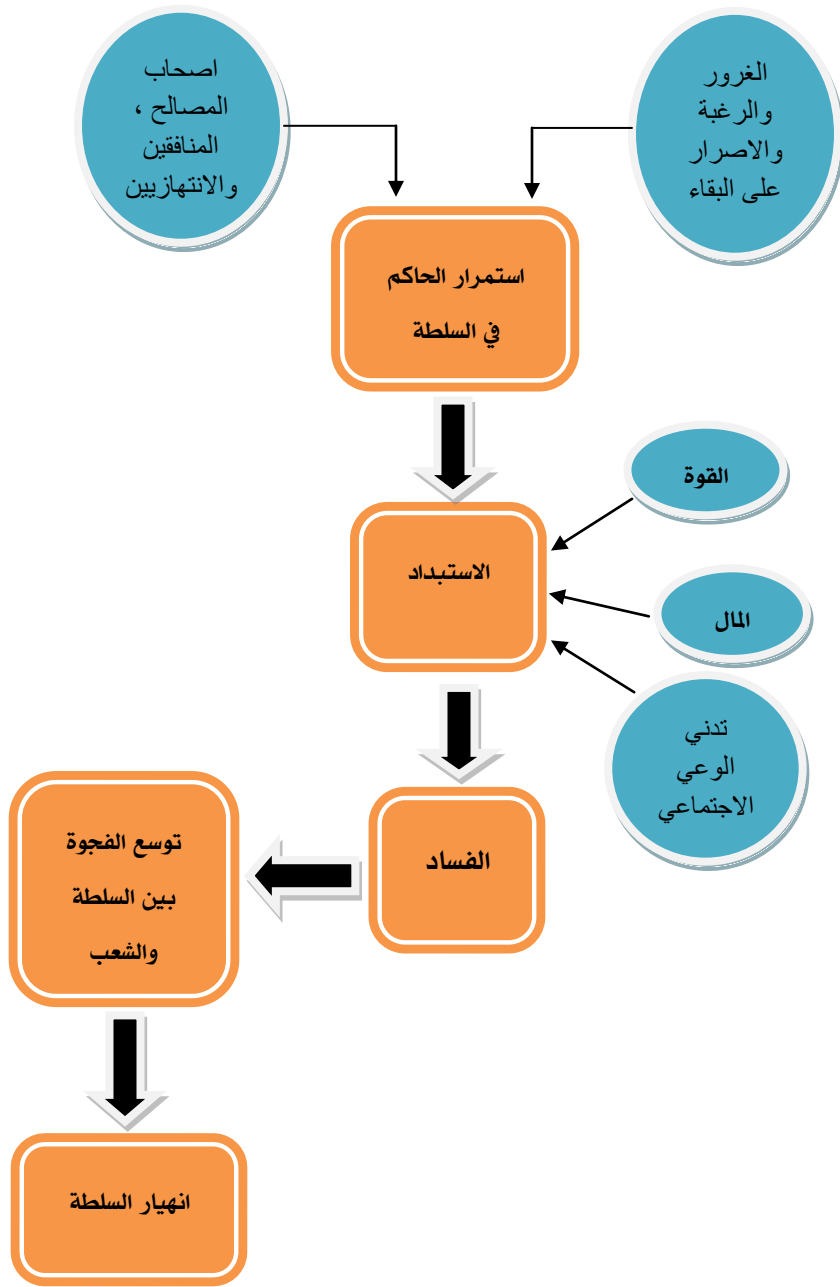 الغرور
والرغبة
والاصرار
على البقاء
اصحاب
المصالح ،
المنافقين
والانتهازيين
استمرار الحاكم
في السلطة
القوة
الاستبداد
المال
تدني
الوعي
الاجتماعي
الفساد
توسع الفجوة
بين السلطة
والشعب
انهيار السلطة